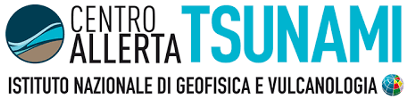 CENTRO
ALLERTA TSUNAMI
ISTITUTO NAZIONALE DI GEOFISICA E VULCANOLOGIA